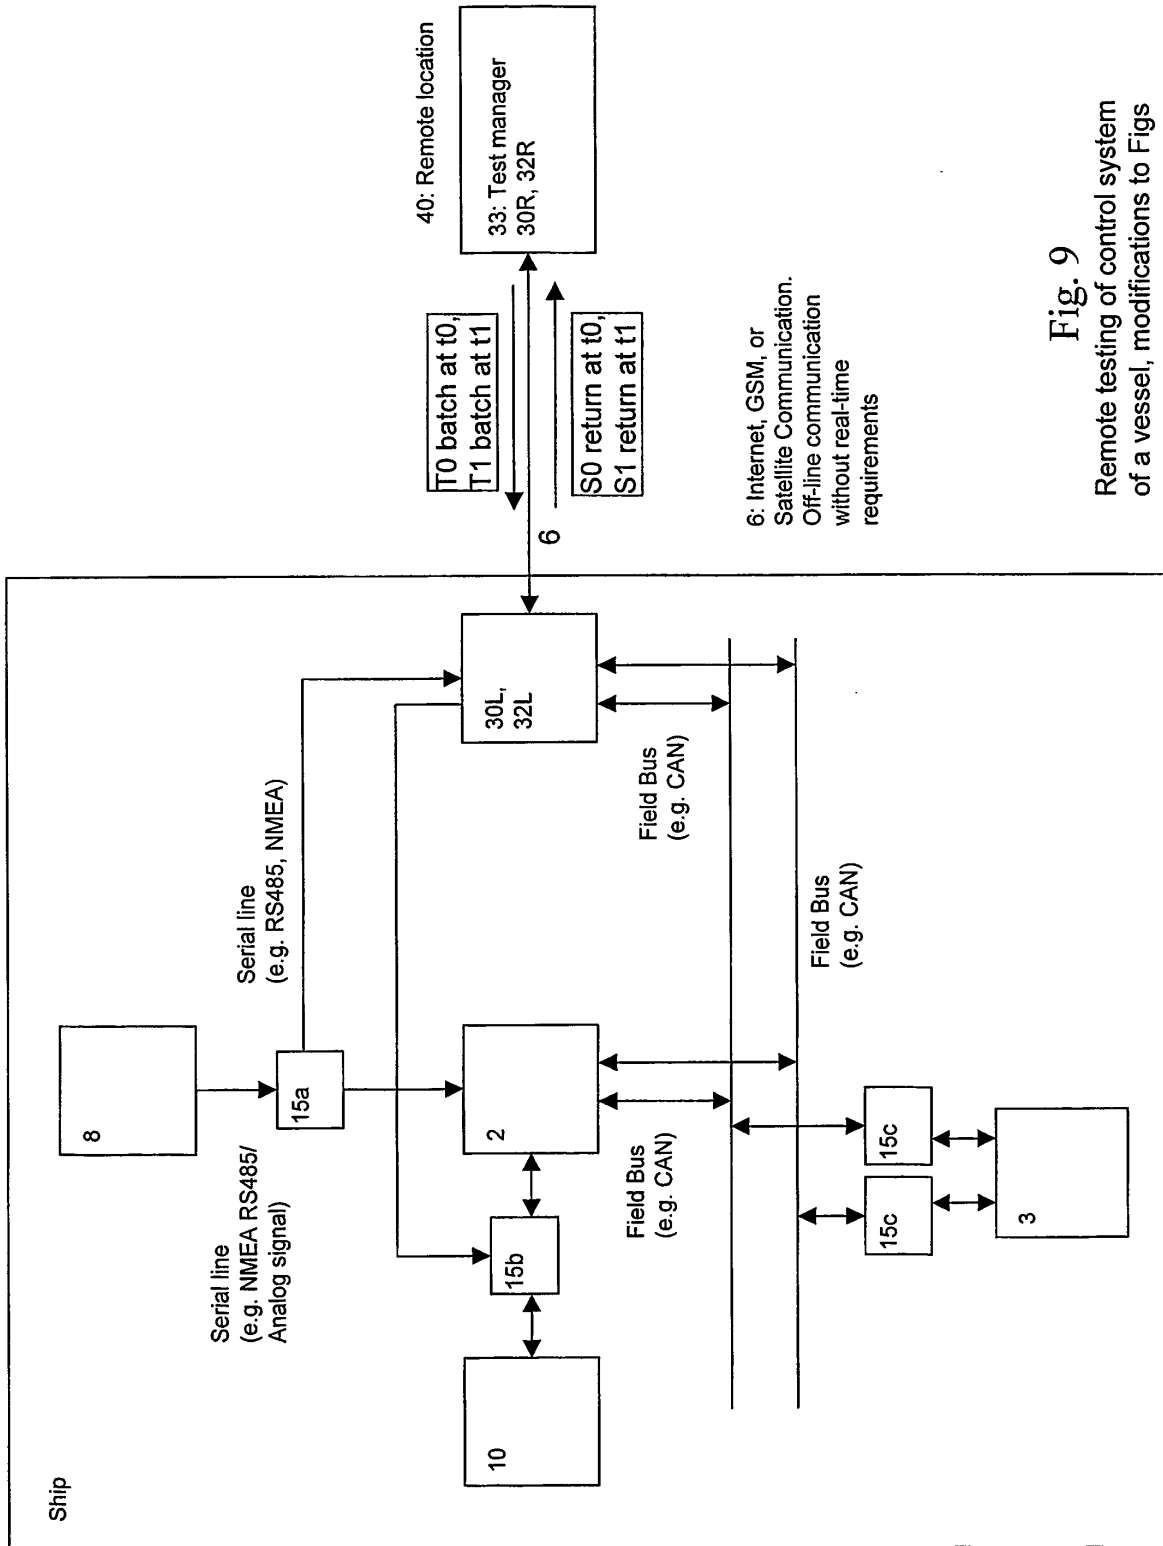 Ship
8
Serial line
(e.g. NMEA RS485/
Analog signal)
15a
Serial line
(e.g. RS485, NMEA)
10
15b
2
30L,
32L
6
T0 batch at t0,
T1 batch at t1
S0 return at t0,
S1 return at t1
40: Remote location
33: Test manager
30R, 32R
Field Bus
(e.g. CAN)
Field Bus
(e.g. CAN)
Field Bus
(e.g. CAN)
15c
15c
3
6: Internet, GSM, or
Satellite Communication.
Off-line communication
without real-time
requirements
Fig. 9
Remote testing of control system
of a vessel, modifications to Figs